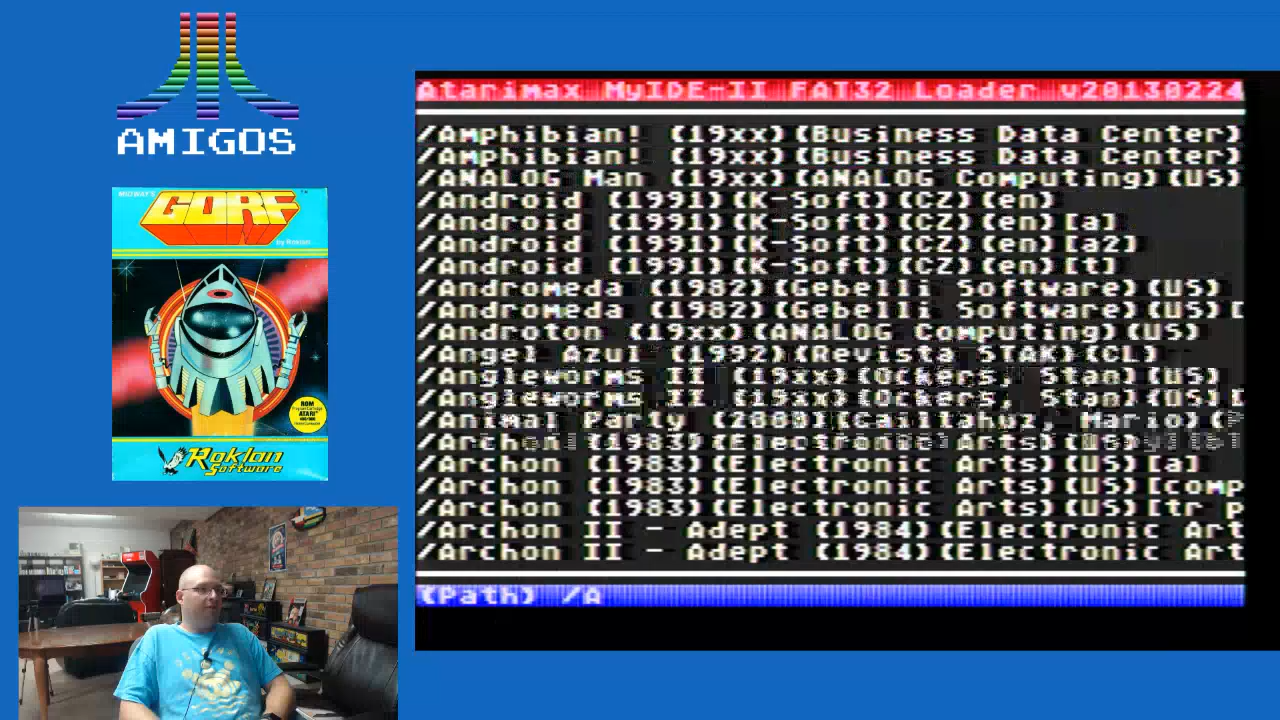 AMIGOS
MIDWAY'S
GORF
by Roklan
ROM
ATARI
Roklan
Software
Atarimax MyIDE-II FAT32 Loader v20130224
/Amphibian! (19xx)(Business Data Center)
/Amphibian! (19xx)(Business Data Center)
/ANALOG Man (19xx)(ANALOG Computing)(US)
/Android (1991)(K-Soft)(CZ)(en)
/Android (1991)(K-Soft)(CZ)(en)[a]
/Android (1991)(K-Soft)(CZ)(en)[a2]
/Android (1991)(K-Soft)(CZ)(en)[t]
/Andromeda (1982)(Gebelli Software)(US)
/Andromeda (1982)(Gebelli Software)(US)[
/Androton (19xx)(ANALOG Computing)(US)
/Angel Azul (1992)(Revista STAK)(CL)
/Angleworms II (19xx)(Ockers, Stan)(US)
/Angleworms II (19xx)(Ockers, Stan)(US)[
/Animal Party Mario)(
/Archon (1983)(Electronic Arts)
/Archon (1983)(Electronic Arts)(US)[a]
/Archon (1983)(Electronic Arts)(US)[comp
/Archon (1983)(Electronic Arts)(US)[tr p
/Archon II - Adept (1984)(Electronic Art
/Archon II - Adept (1984)(Electronic Art
(Path) /A